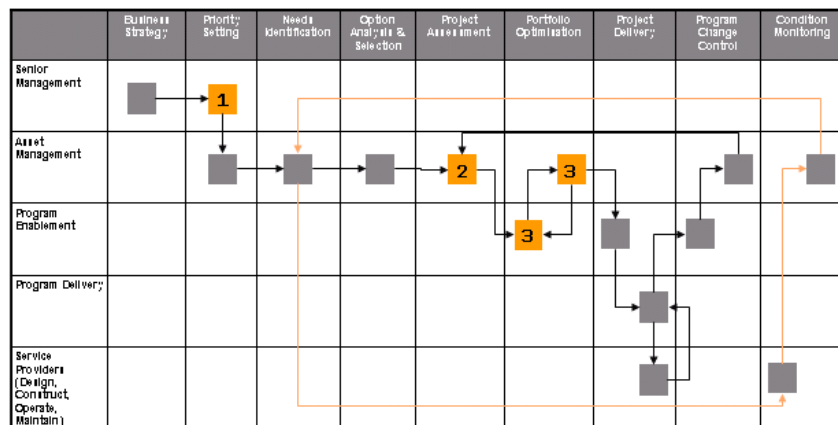 Business
Strategy
Priority
Setting
Needs
Identification
Option
Analysis &
Selection
Project
Assessment
Portfolio
Optimisation
Project
Delivery
Program
Change
Control
Condition
Monitoring
Senior
Management
1
Asset
Management
2
3
Program
Enablement
3
Program Delivery
Service
Providers
(Design,
Construct,
Operate,
Maintain)